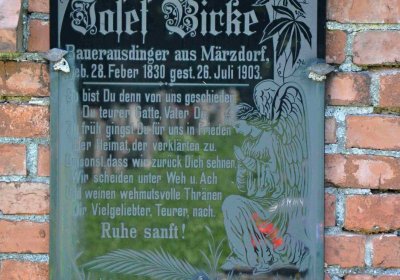 Josef Birke
Bauerausdinger aus Märzdorf,
geb. 28. Feber 1830 gest. 26. Juli 1903.
So bist Du denn von uns geschieden
Du teurer Gatte, Vater Du
Zu früh gingst Du für uns in Frieden
der Heimat, der verklärten zu.
Umsonst, dass wir zurück Dich sehnen,
Wir scheiden unter Weh u. Ach
Und weinen wehmutsvolle Thränen
Dir Vielgeliebter, Teurer, nach.
Ruhe sanft!